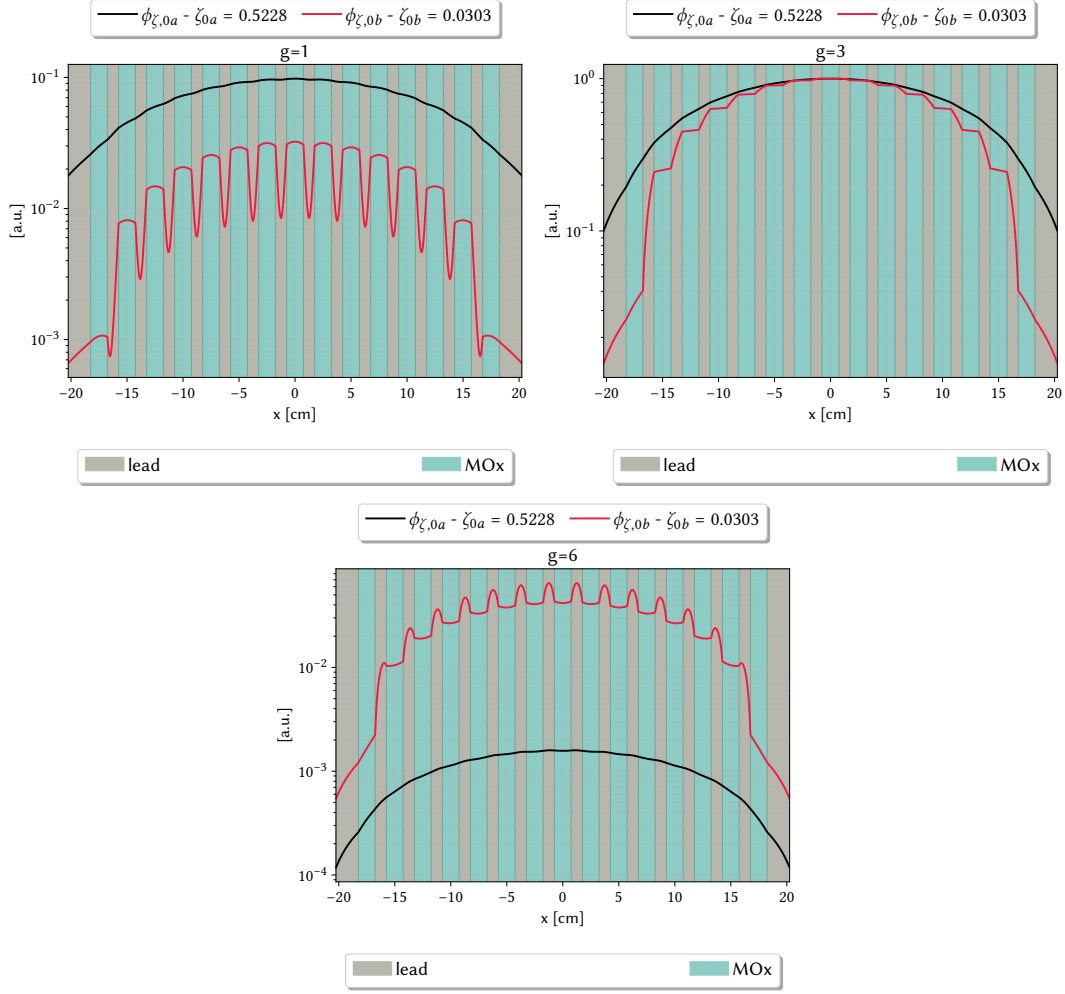 ϕζ,0a - ζ0a = 0.5228 ϕζ,0b - ζ0b = 0.0303
g=1
10⁻¹
10⁻²
10⁻³
[a.u.]
−20 −15 −10 −5 0 5 10 15 20
x [cm]
lead MOx
ϕζ,0a - ζ0a = 0.5228 ϕζ,0b - ζ0b = 0.0303
g=3
10⁰
10⁻¹
[a.u.]
−20 −15 −10 −5 0 5 10 15 20
x [cm]
lead MOx
ϕζ,0a - ζ0a = 0.5228 ϕζ,0b - ζ0b = 0.0303
g=6
10⁻²
10⁻³
10⁻⁴
[a.u.]
−20 −15 −10 −5 0 5 10 15 20
x [cm]
lead MOx